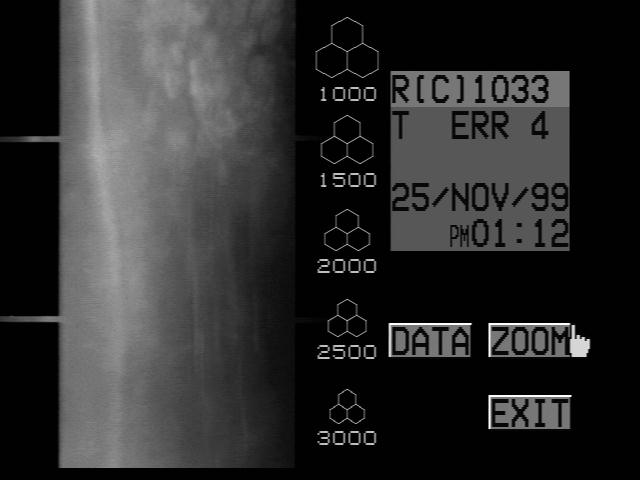 1000
1500
2000
2500
3000
R(C)1033
T ERR 4
25/NOV/99
PM01:12
DATA ZOOM
EXIT